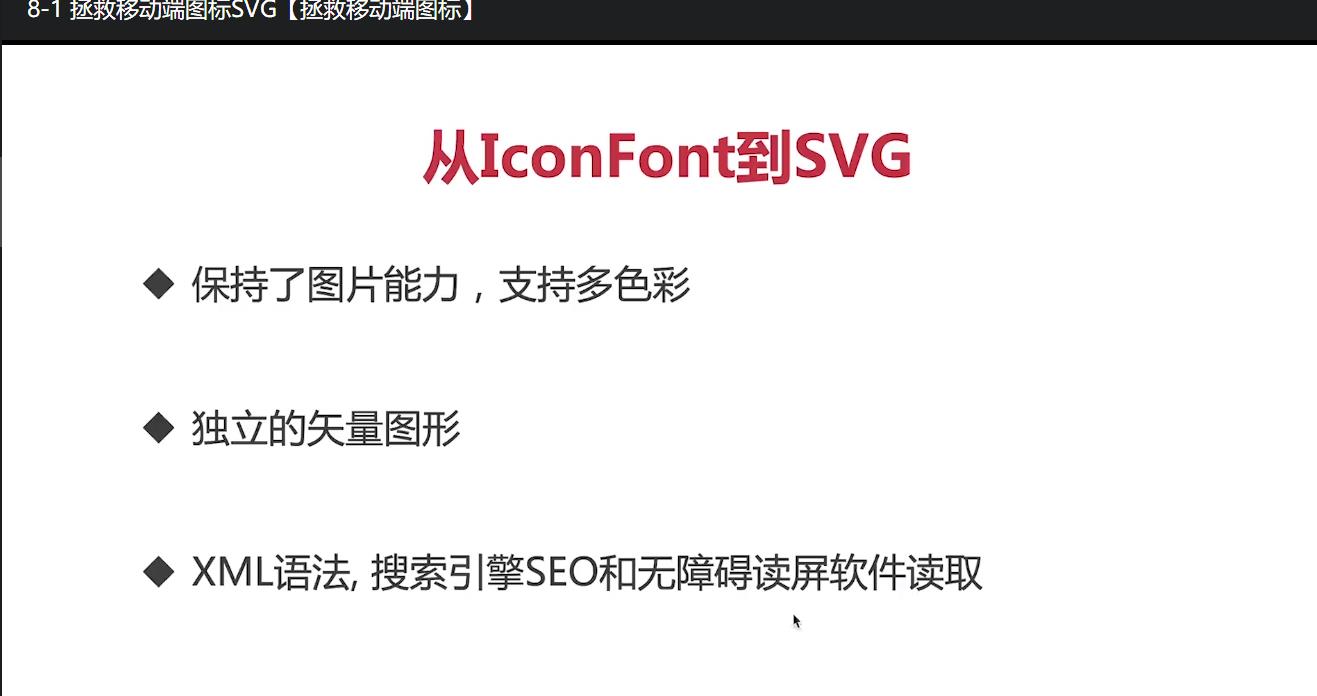 8-1 拯救移动端图标SVG【拯救移动端图标】
从IconFont到SVG
◆ 保持了图片能力，支持多色彩
◆ 独立的矢量图形
◆ XML语法, 搜索引擎SEO和无障碍读屏软件读取